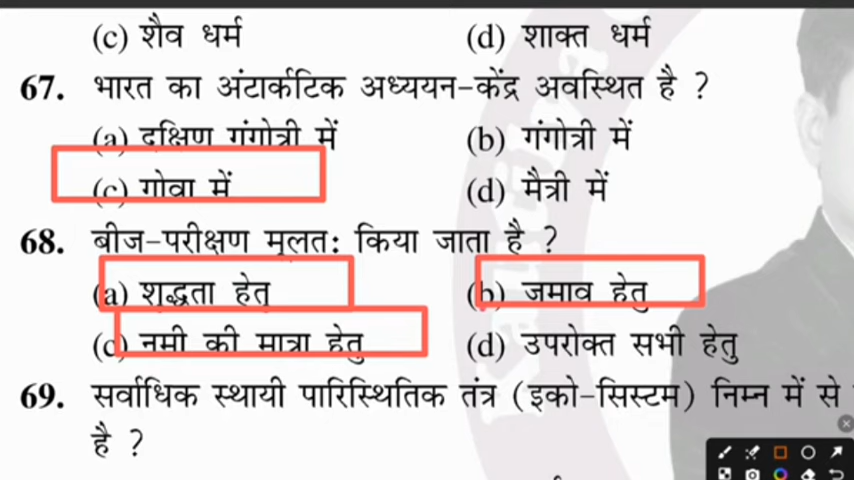 (c) शैव धर्म (d) शाक्त धर्म
67. भारत का अंटार्कटिक अध्ययन-केंद्र अवस्थित है ?
(a) दक्षिण गंगोत्री में (b) गंगोत्री में
(c) गोवा में (d) मैत्री में
68. बीज-परीक्षण मूलत: किया जाता है ?
(a) शुद्धता हेतु (b) जमाव हेतु
(c) नमी की मात्रा हेतु (d) उपरोक्त सभी हेतु
69. सर्वाधिक स्थायी पारिस्थितिक तंत्र (इको-सिस्टम) निम्न में से
है ?